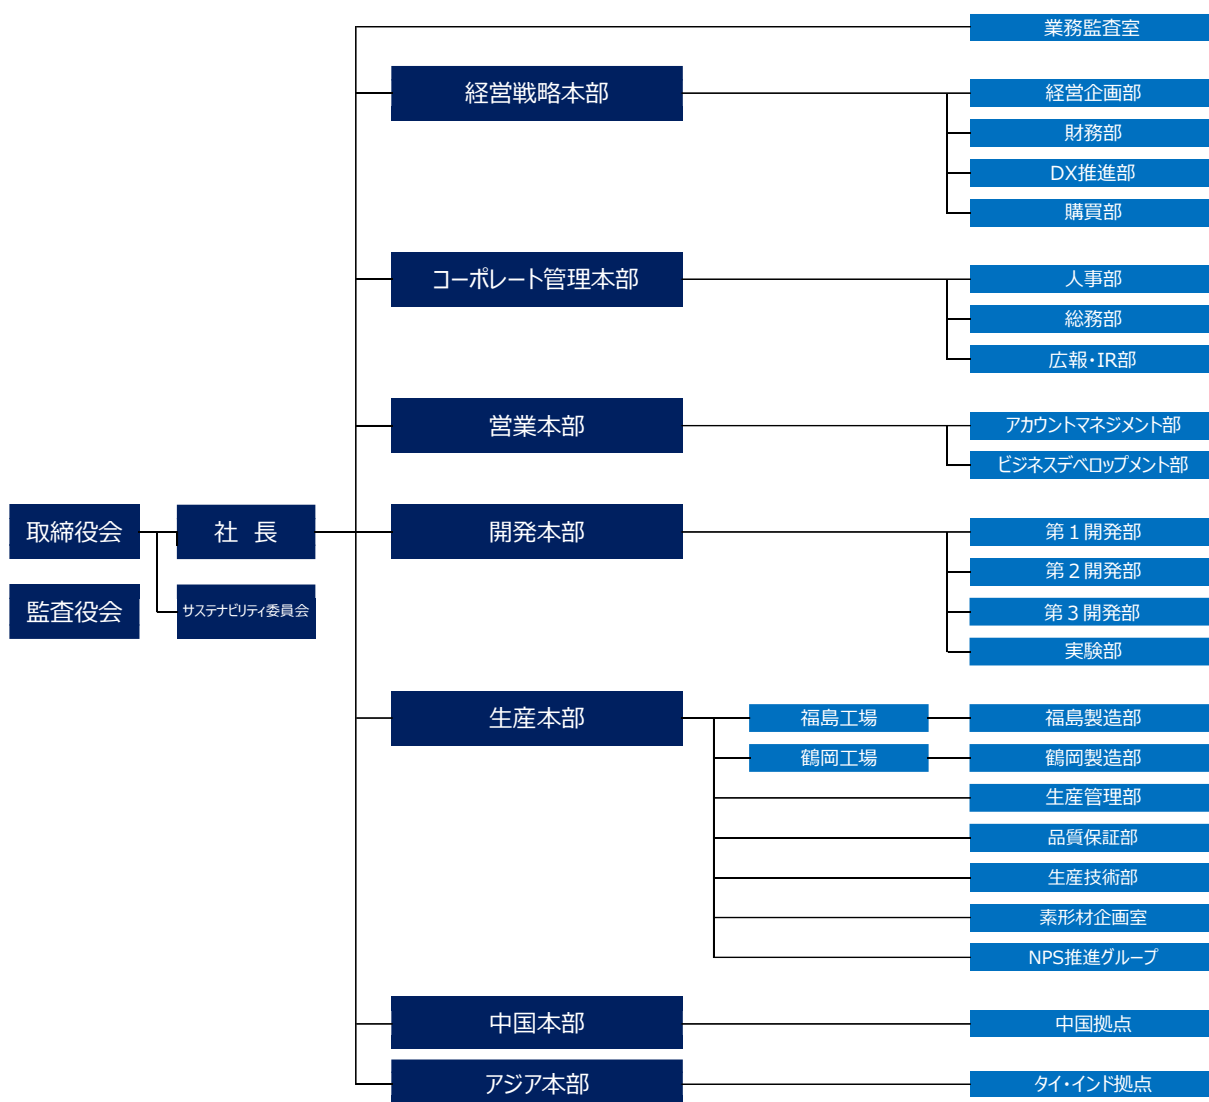 業務監査室
経営戦略本部
経営企画部
財務部
DX推進部
購買部
コーポレート管理本部
人事部
総務部
広報・IR部
営業本部
アカウントマネジメント部
ビジネスデベロップメント部
取締役会
社 長
開発本部
第１開発部
第２開発部
監査役会
サステナビリティ委員会
第３開発部
実験部
生産本部
福島工場
福島製造部
鶴岡工場
鶴岡製造部
生産管理部
品質保証部
生産技術部
素形材企画室
NPS推進グループ
中国本部
中国拠点
アジア本部
タイ・インド拠点